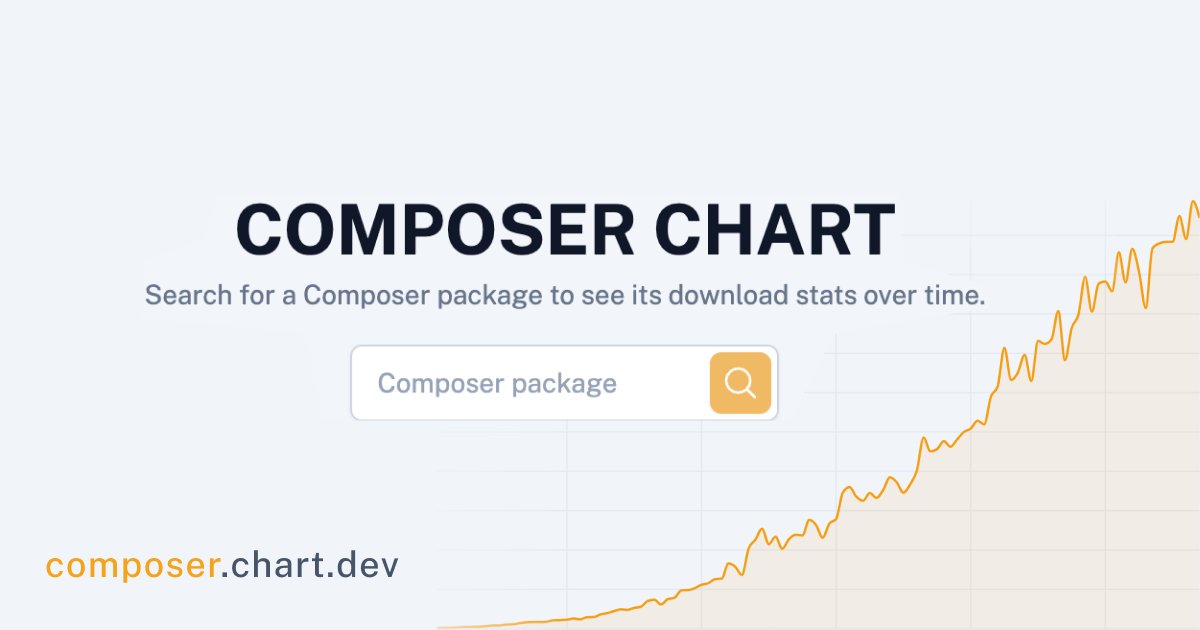 COMPOSER CHART
Search for a Composer package to see its download stats over time.
Composer package
composer.chart.dev